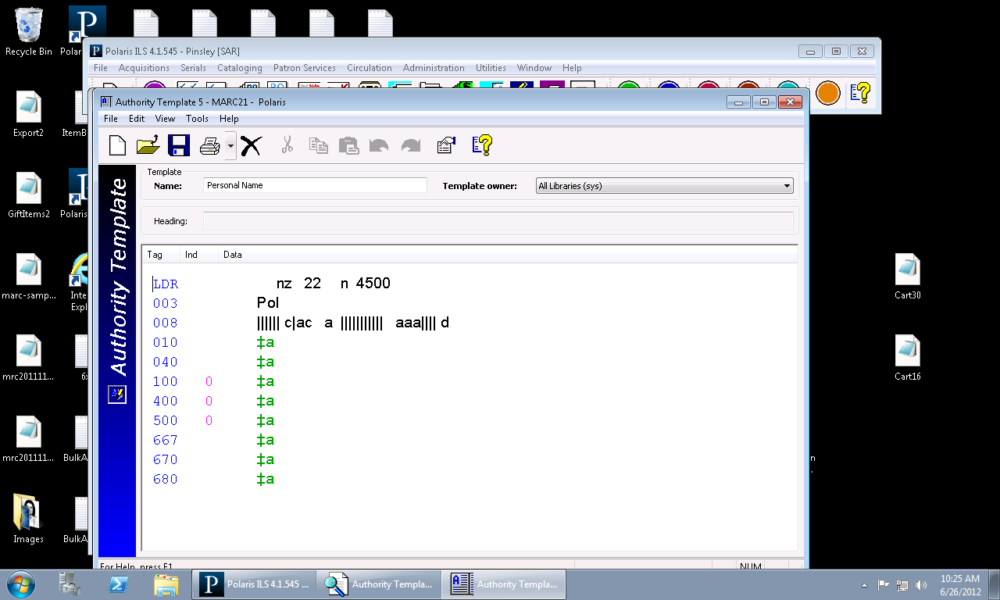 Recycle Bin
Polar
Polaris ILS 4.1.545 - Pinsley [SAR]
File Acquisitions Serials Cataloging Patron Services Circulation Administration Utilities Window Help
Authority Template 5 - MARC21 - Polaris
File Edit View Tools Help
Export2
ItemB
GiftItems2
Polaris
marc-samp...
Inte
Expl
mrc201111...
6x
mrc201111...
BulkA
Images
BulkA
Cart30
Cart16
Authority Template
Template
Name: Personal Name Template owner: All Libraries (sys)
Heading:
Tag Ind Data
LDR nz 22 n 4500
003 Pol
008 |||||| c|ac a ||||||||||| aaa|||| d
010 ‡a
040 ‡a
100 0 ‡a
400 0 ‡a
500 0 ‡a
667 ‡a
670 ‡a
680 ‡a
For Help, press F1 NUM
Polaris ILS 4.1.545 ... Authority Templa... Authority Templa...
10:25 AM
6/26/2012